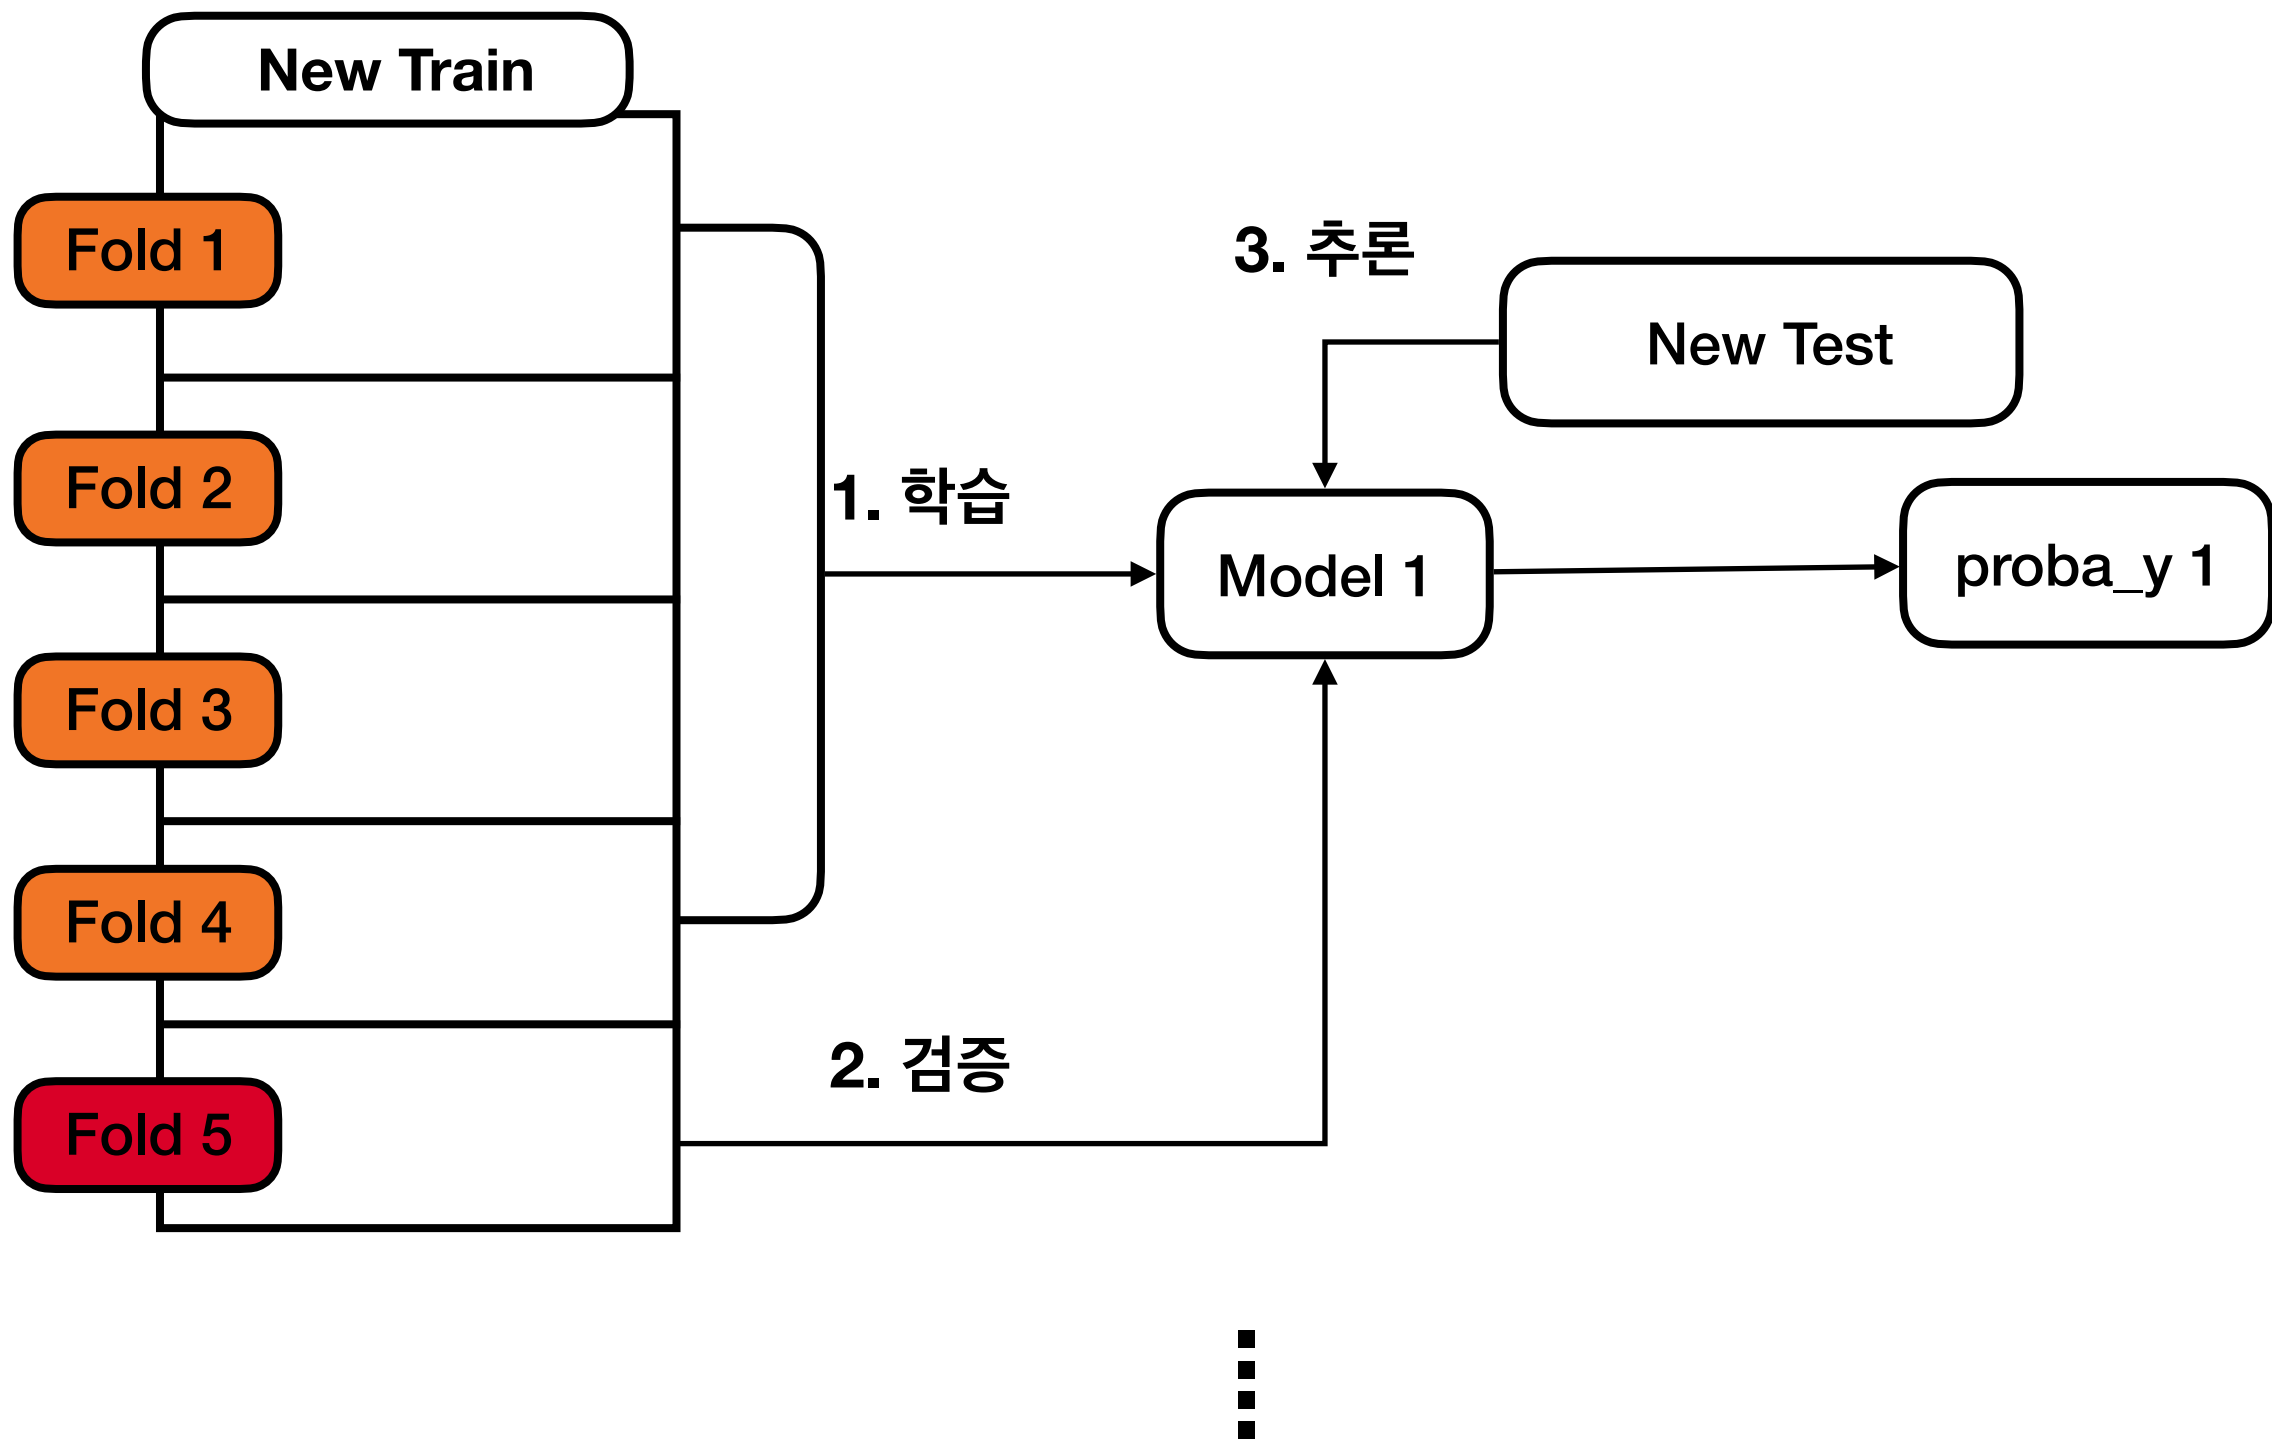 New Train
Fold 1
Fold 2
Fold 3
Fold 4
Fold 5
1. 학습
2. 검증
3. 추론
New Test
Model 1
proba_y 1